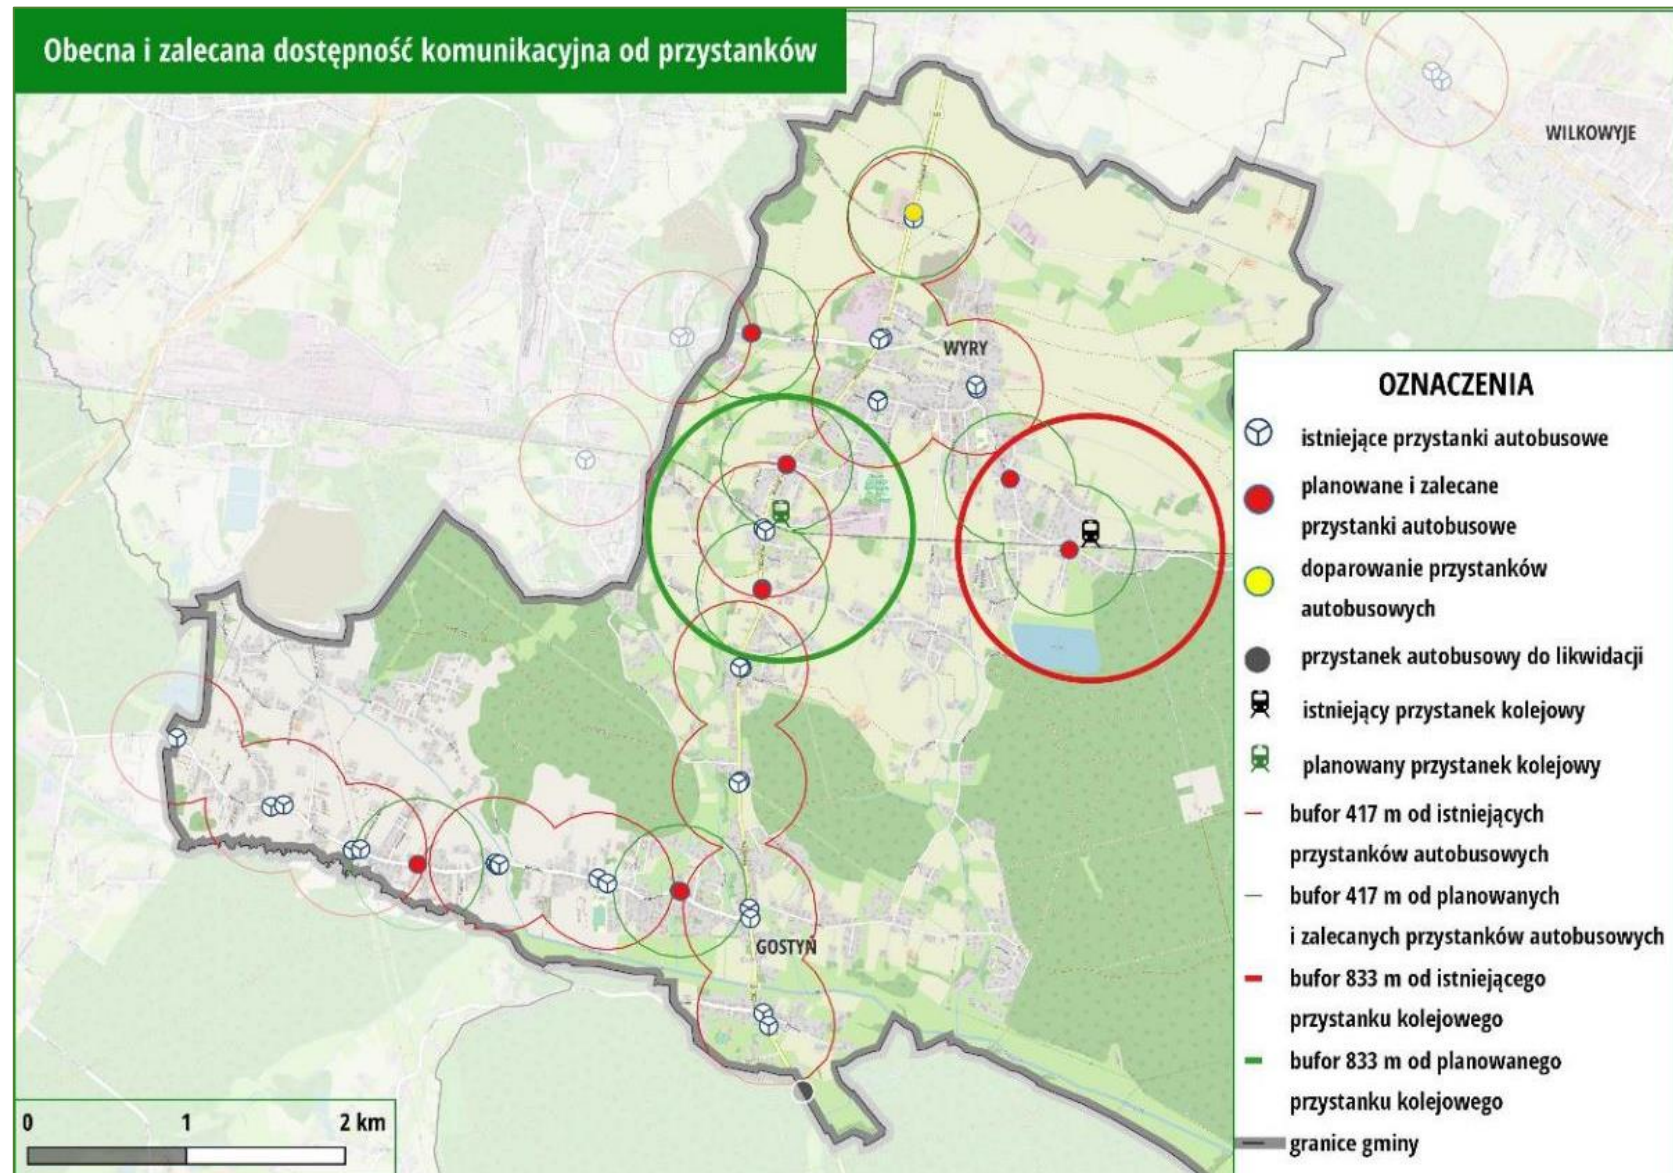 Obecna i zalecana dostępność komunikacyjna od przystanków
WILKOWYJE
WYRY
GOSTYŃ
OZNACZENIA
istniejące przystanki autobusowe
planowane i zalecane
przystanki autobusowe
doparowanie przystanków
autobusowych
przystanek autobusowy do likwidacji
istniejący przystanek kolejowy
planowany przystanek kolejowy
bufor 417 m od istniejących
przystanków autobusowych
bufor 417 m od planowanych
i zalecanych przystanków autobusowych
bufor 833 m od istniejącego
przystanku kolejowego
bufor 833 m od planowanego
przystanku kolejowego
granice gminy
0 1 2 km